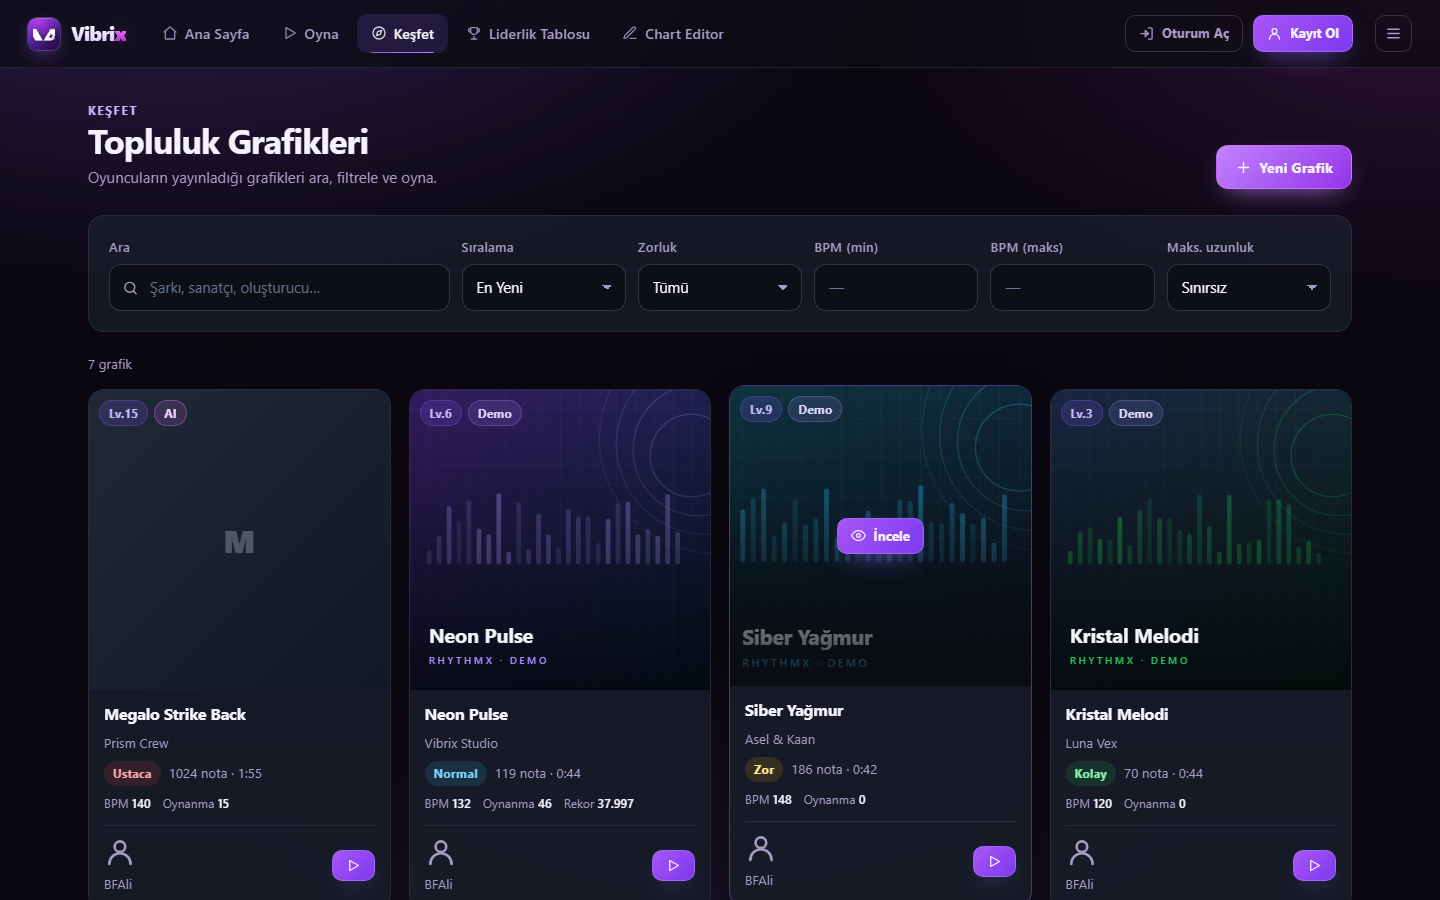 Vibrix
Ana Sayfa
Oyna
Keşfet
Liderlik Tablosu
Chart Editor
Oturum Aç
Kayıt Ol
KEŞFET
Topluluk Grafikleri
Oyuncuların yayınladığı grafikleri ara, filtrele ve oyna.
Yeni Grafik
Ara
Sıralama
Zorluk
BPM (min)
BPM (maks)
Maks. uzunluk
Şarkı, sanatçı, oluşturucu...
En Yeni
Tümü
—
—
Sınırsız
7 grafik
Lv.15
AI
M
Megalo Strike Back
Prism Crew
Ustaca
1024 nota · 1:55
BPM 140
Oynanma 15
BFAli
Lv.6
Demo
Neon Pulse
RHYTHMX · DEMO
Neon Pulse
Vibrix Studio
Normal
119 nota · 0:44
BPM 132
Oynanma 46
Rekor 37.997
BFAli
Lv.9
Demo
İncele
Siber Yağmur
RHYTHMX · DEMO
Siber Yağmur
Asel & Kaan
Zor
186 nota · 0:42
BPM 148
Oynanma 0
BFAli
Lv.3
Demo
Kristal Melodi
RHYTHMX · DEMO
Kristal Melodi
Luna Vex
Kolay
70 nota · 0:44
BPM 120
Oynanma 0
BFAli